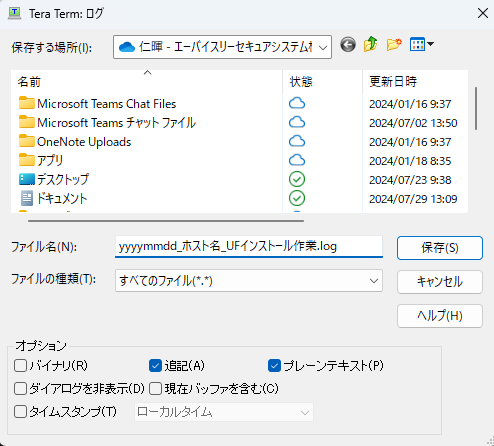 Tera Term: ログ
保存する場所(I):
仁暉 - エーバイスリーセキュアシステム株
名前
状態
更新日時
Microsoft Teams Chat Files
2024/01/16 9:37
Microsoft Teams チャット ファイル
2024/07/02 13:50
OneNote Uploads
2024/01/16 9:37
アプリ
2024/01/18 8:35
デスクトップ
2024/07/23 9:38
ドキュメント
2024/07/29 13:09
ファイル名(N):
yyyymmdd_ホスト名_UFインストール作業.log
保存(S)
ファイルの種類(T):
すべてのファイル(*.*)
キャンセル
ヘルプ(H)
オプション
バイナリ(R)
追記(A)
プレーンテキスト(P)
ダイアログを非表示(D)
現在バッファを含む(C)
タイムスタンプ(T)
ローカルタイム